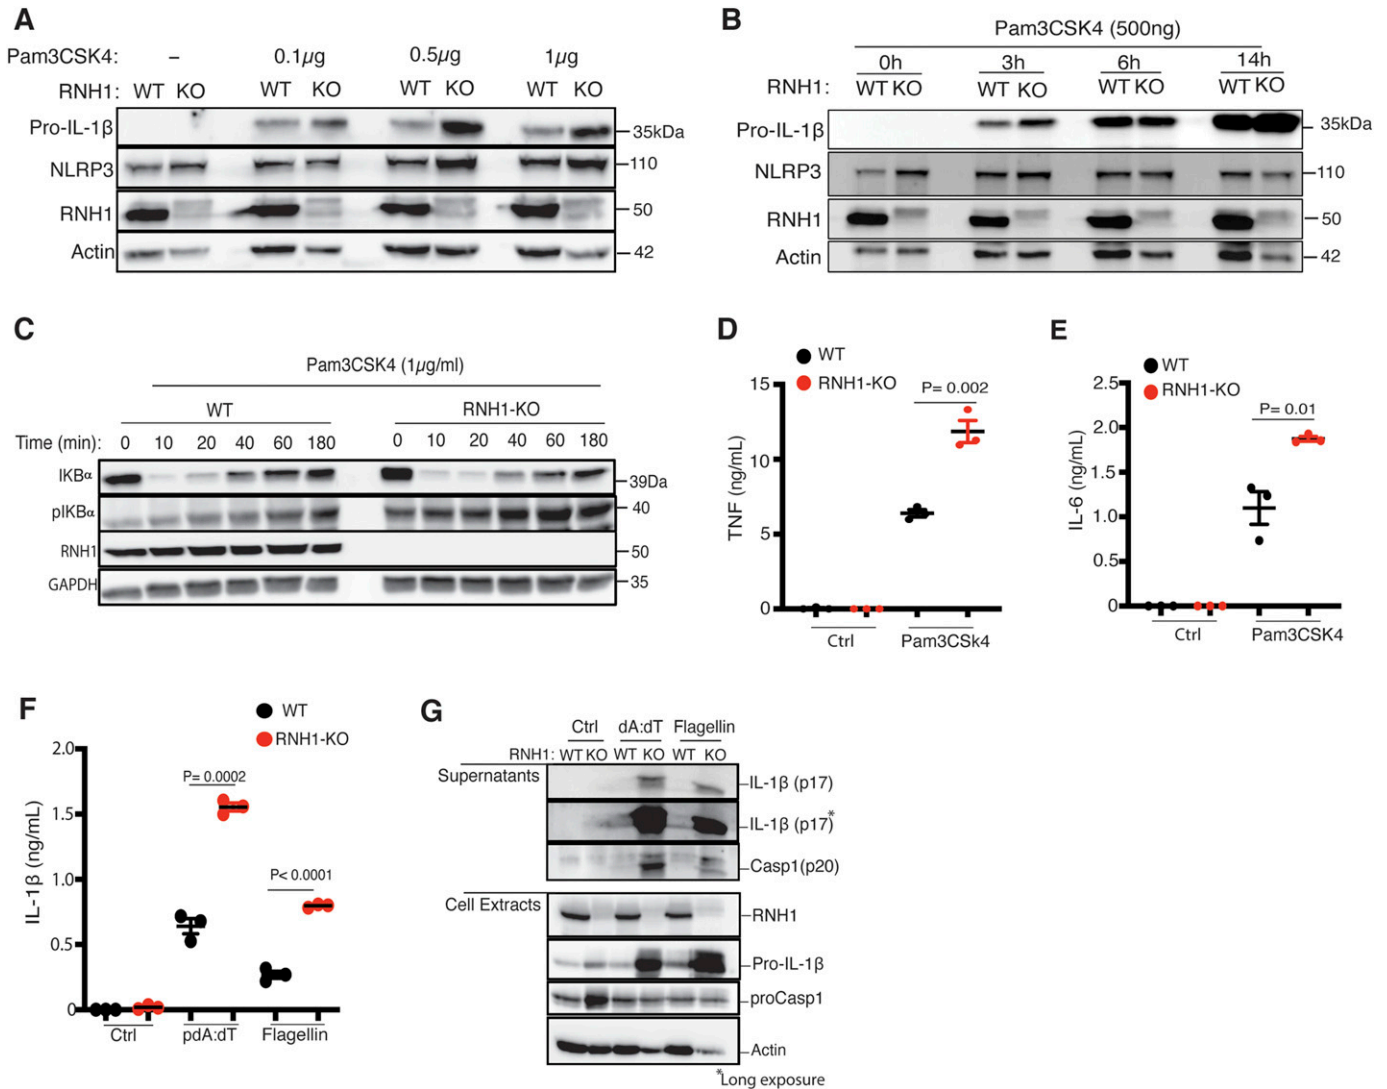 A
Pam3CSK4: – 0.1µg 0.5µg 1µg
RNH1: WT KO WT KO WT KO WT KO
Pro-IL-1β 35kDa
NLRP3 110
RNH1 50
Actin 42
B
Pam3CSK4 (500ng)
0h 3h 6h 14h
RNH1: WT KO WT KO WT KO WT KO
Pro-IL-1β 35kDa
NLRP3 110
RNH1 50
Actin 42
C
Pam3CSK4 (1µg/ml)
WT RNH1-KO
Time (min): 0 10 20 40 60 180 0 10 20 40 60 180
IKBα 39Da
pIKBα 40
RNH1 50
GAPDH 35
D
WT
RNH1-KO
15
P= 0.002
10
TNF (ng/mL)
5
0
Ctrl Pam3CSk4
E
WT
RNH1-KO
2.5
P= 0.01
2.0
1.5
IL-6 (ng/mL)
1.0
0.5
0
Ctrl Pam3CSK4
F
WT
RNH1-KO
2.0
P= 0.0002
1.5
P< 0.0001
1.0
IL-1β (ng/mL)
0.5
0
Ctrl pdA:dT Flagellin
G
Ctrl dA:dT Flagellin
RNH1: WT KO WT KO WT KO
Supernatants IL-1β (p17)
IL-1β (p17)*
Casp1(p20)
Cell Extracts RNH1
Pro-IL-1β
proCasp1
Actin
*Long exposure